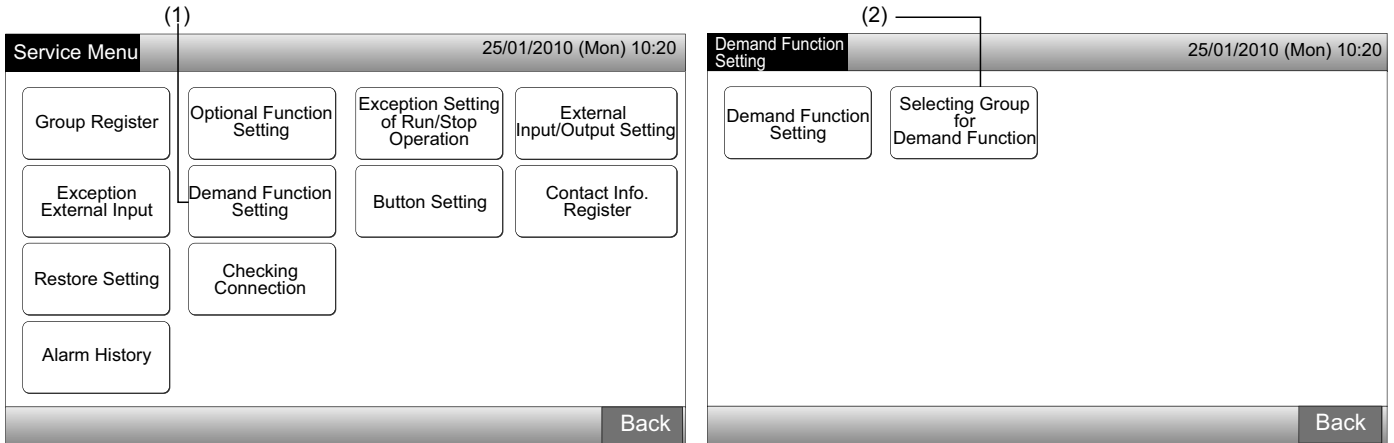 (1)
Service Menu
25/01/2010 (Mon) 10:20
Group Register
Optional Function
Setting
Exception Setting
of Run/Stop
Operation
External
Input/Output Setting
Exception
External Input
Demand Function
Setting
Button Setting
Contact Info.
Register
Restore Setting
Checking
Connection
Alarm History
Back
(2)
Demand Function
Setting
25/01/2010 (Mon) 10:20
Demand Function
Setting
Selecting Group
for
Demand Function
Back